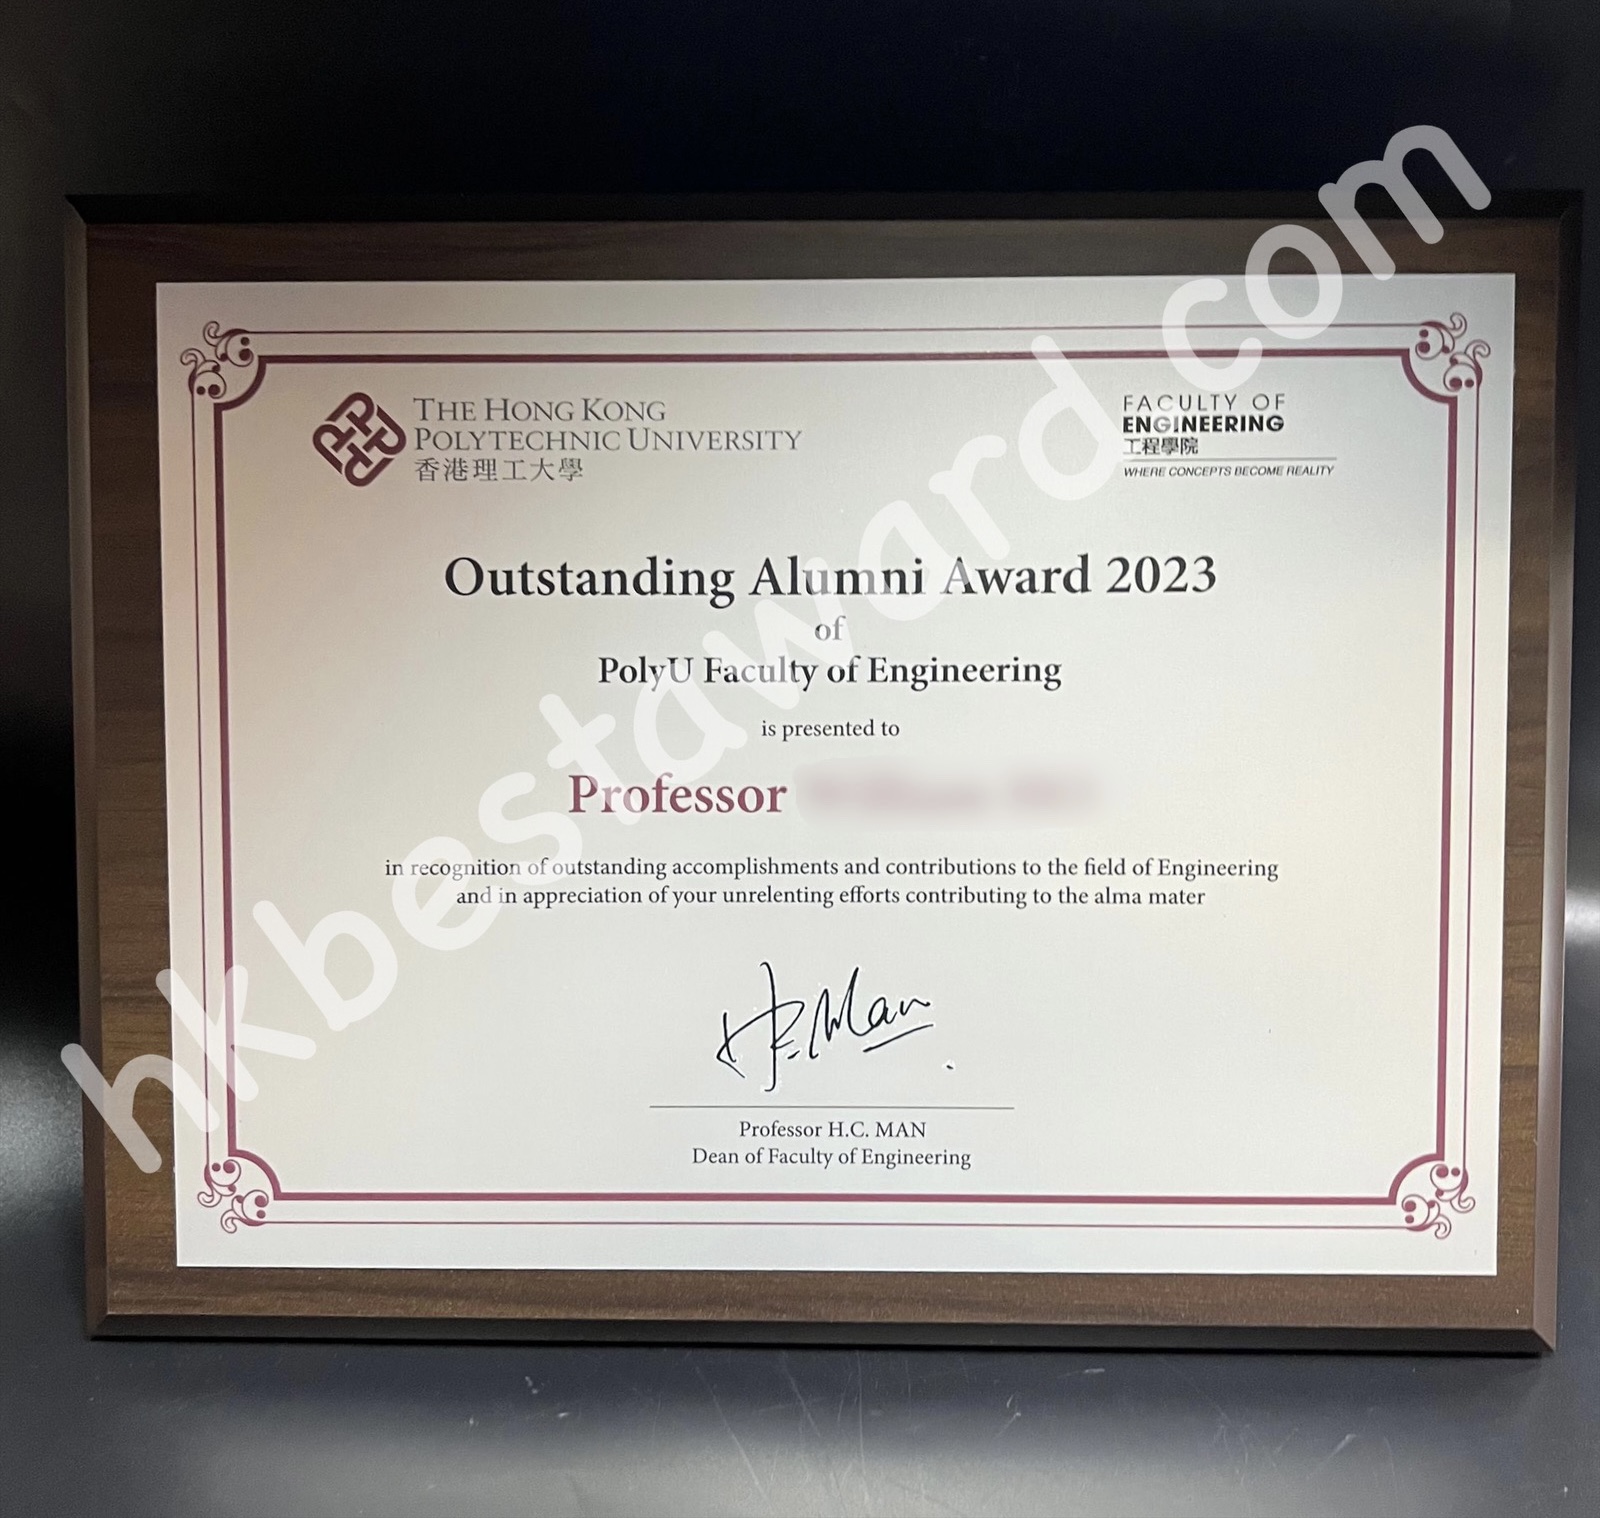 THE HONG KONG
POLYTECHNIC UNIVERSITY
香港理工大學
FACULTY OF
ENGINEERING
工程學院
WHERE CONCEPTS BECOME REALITY
Outstanding Alumni Award 2023
of
PolyU Faculty of Engineering
is presented to
Professor
in recognition of outstanding accomplishments and contributions to the field of Engineering
and in appreciation of your unrelenting efforts contributing to the alma mater
H.C. Man
Professor H.C. MAN
Dean of Faculty of Engineering
hkbestaward.com